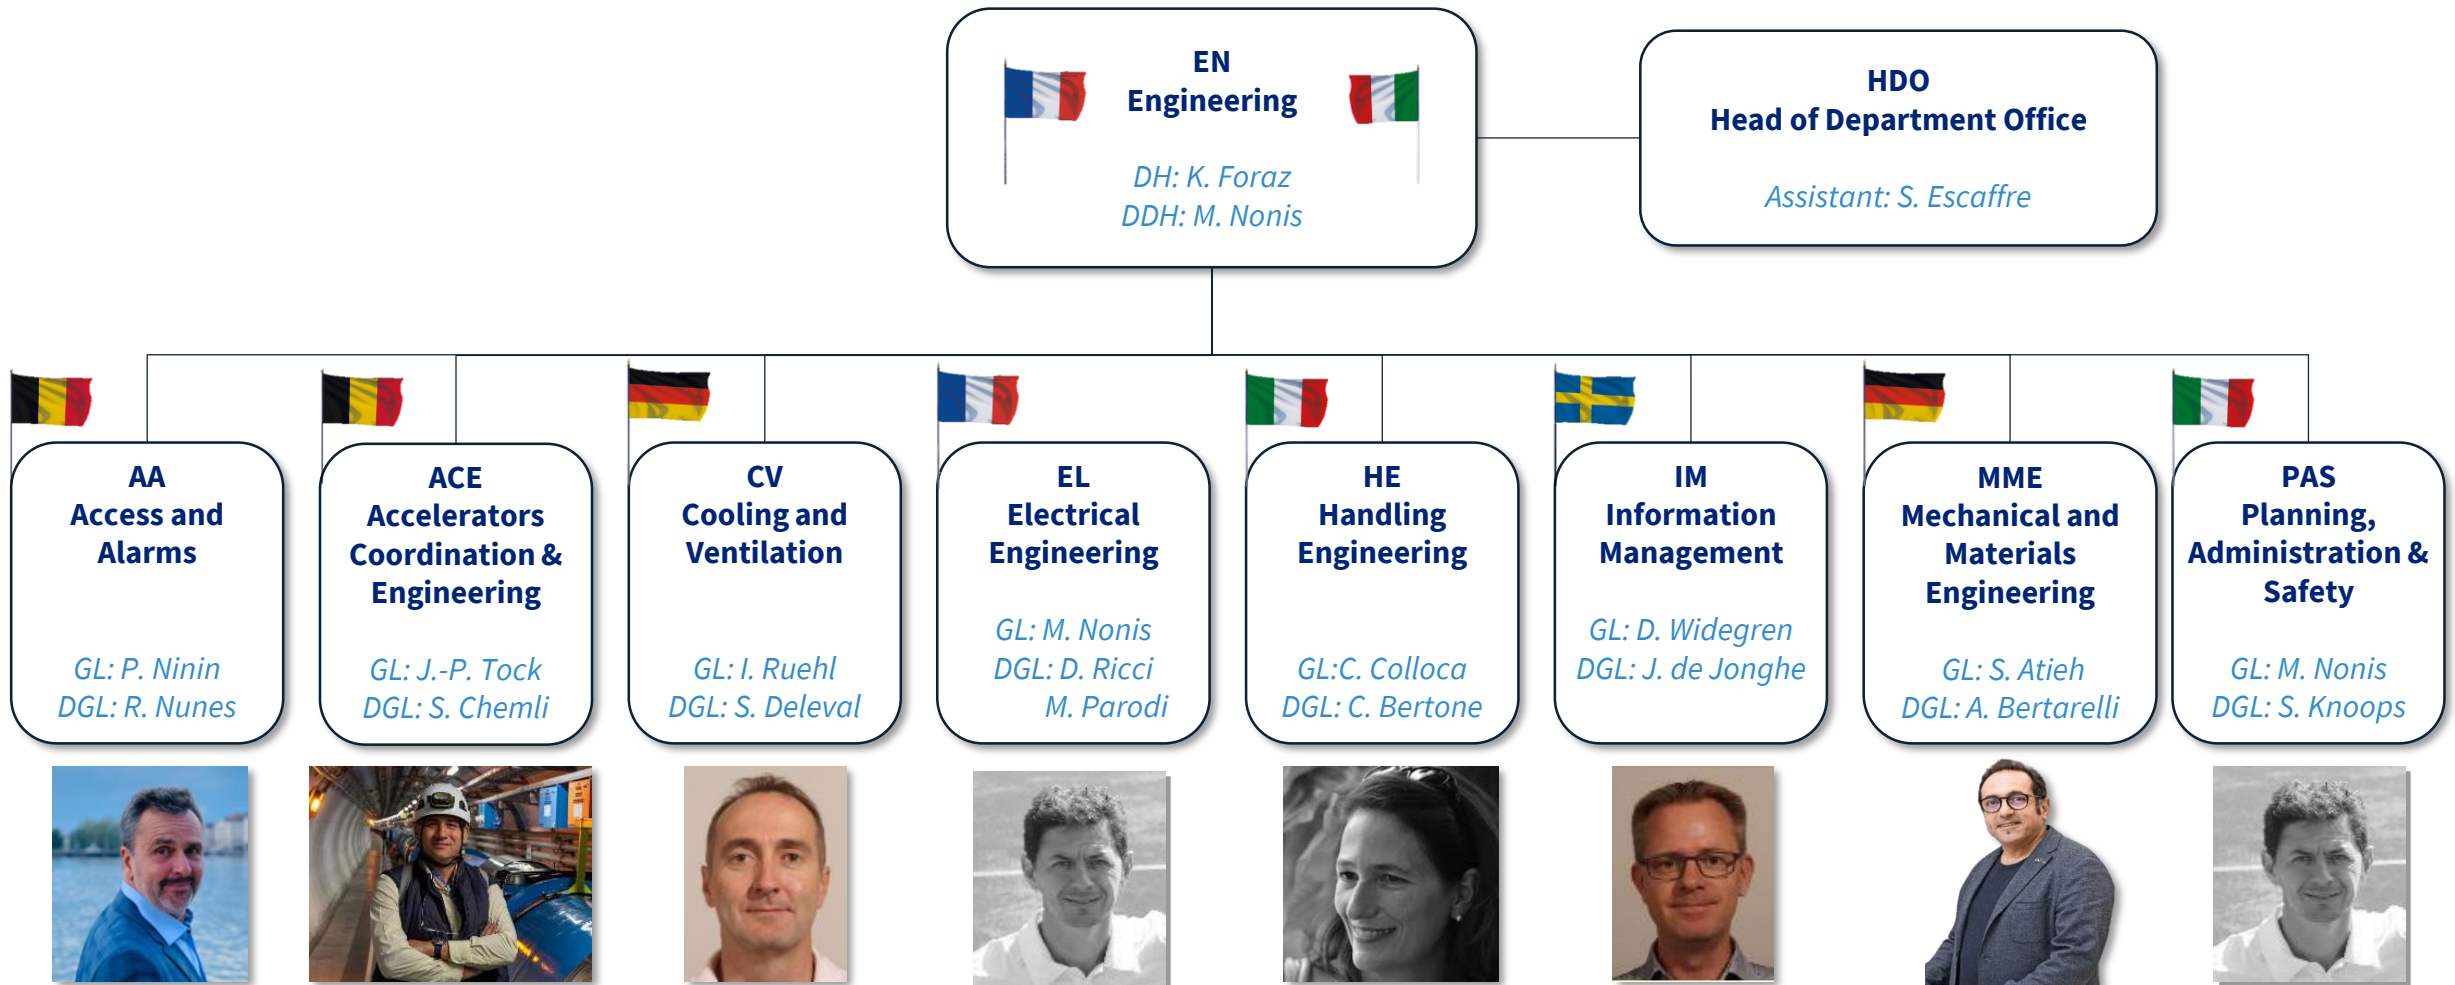 EN
Engineering
DH: K. Foraz
DDH: M. Nonis
HDO
Head of Department Office
Assistant: S. Escaffre
AA
Access and
Alarms
GL: P. Ninin
DGL: R. Nunes
ACE
Accelerators
Coordination &
Engineering
GL: J.-P. Tock
DGL: S. Chemli
CV
Cooling and
Ventilation
GL: I. Ruehl
DGL: S. Deleval
EL
Electrical
Engineering
GL: M. Nonis
DGL: D. Ricci
M. Parodi
HE
Handling
Engineering
GL:C. Colloca
DGL: C. Bertone
IM
Information
Management
GL: D. Widegren
DGL: J. de Jonghe
MME
Mechanical and
Materials
Engineering
GL: S. Atieh
DGL: A. Bertarelli
PAS
Planning,
Administration &
Safety
GL: M. Nonis
DGL: S. Knoops